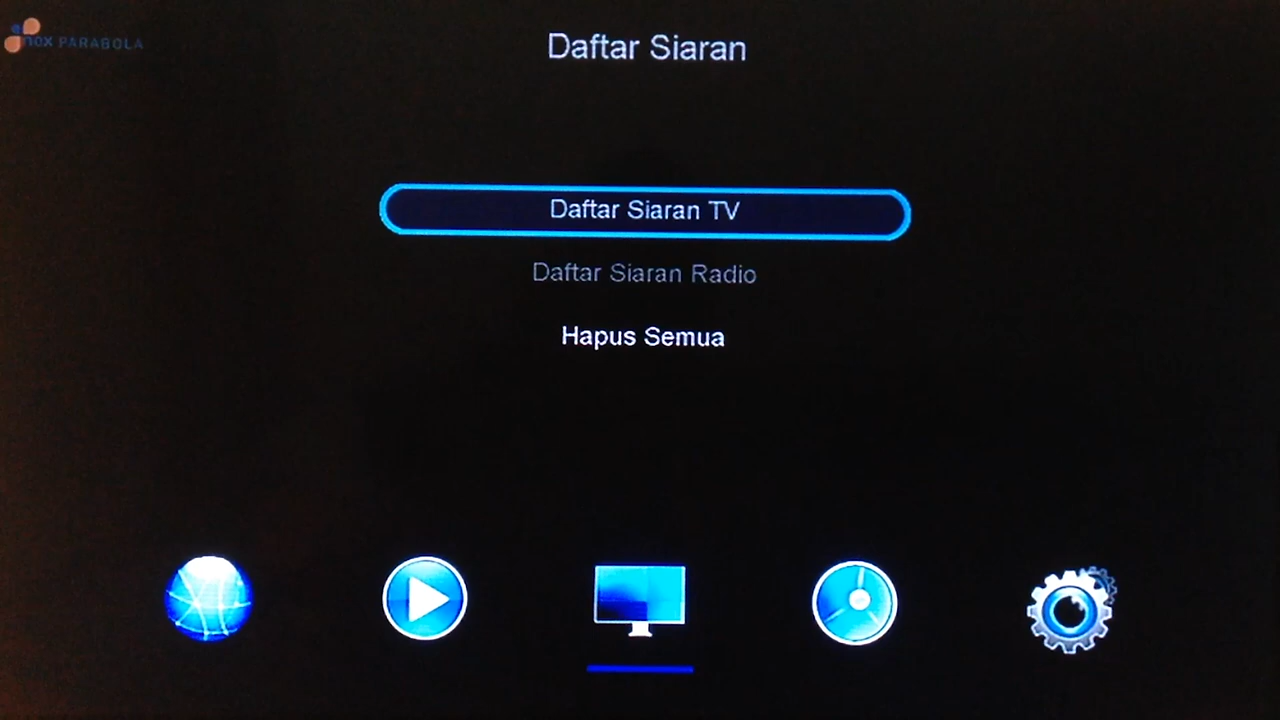 PARABOLA
Daftar Siaran
Daftar Siaran TV
Daftar Siaran Radio
Hapus Semua